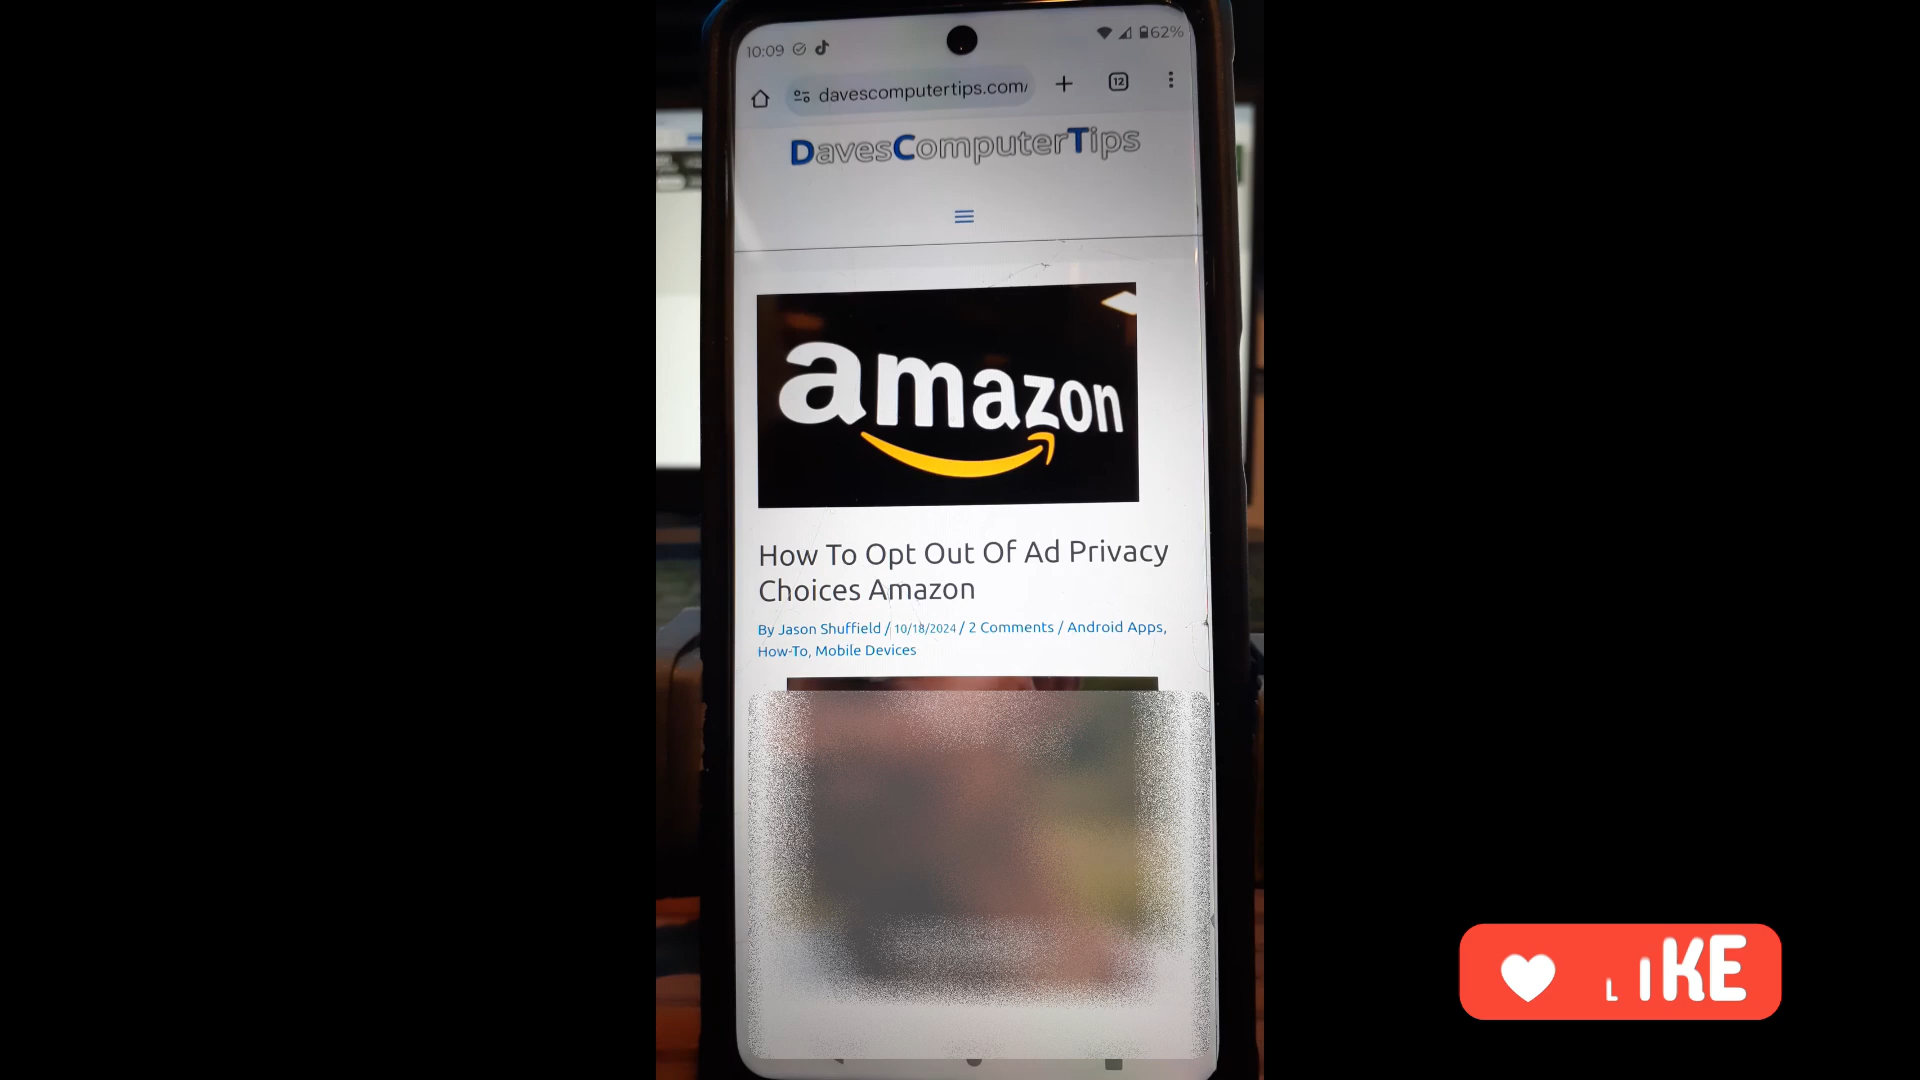 10:09 62%
davescomputertips.com/ 12
DavesComputerTips
amazon
How To Opt Out Of Ad Privacy
Choices Amazon
By Jason Shuffield / 10/18/2024 / 2 Comments / Android Apps,
How-To, Mobile Devices
LIKE